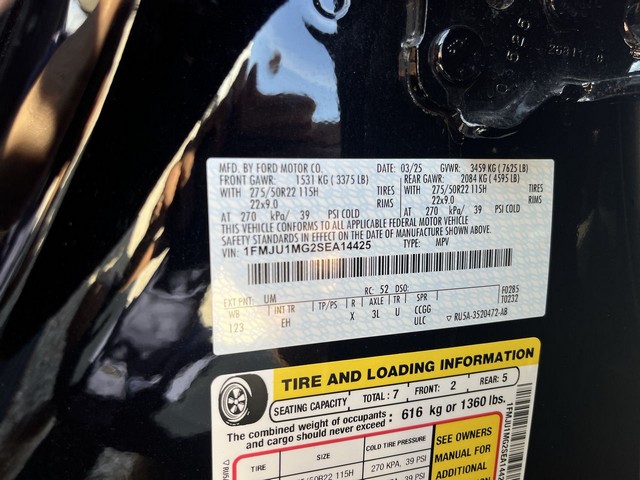 MFD. BY FORD MOTOR CO. DATE: 03/25 GVWR: 3459 KG (7625 LB)
FRONT GAWR: 1531 KG (3375 LB) REAR GAWR: 2084 KG (4595 LB)
WITH 275/50R22 115H TIRES WITH 275/50R22 115H TIRES
22x9.0 RIMS 22x9.0 RIMS
AT 270 kPa/ 39 PSI COLD AT 270 kPa/ 39 PSI COLD
THIS VEHICLE CONFORMS TO ALL APPLICABLE FEDERAL MOTOR VEHICLE
SAFETY STANDARDS IN EFFECT ON THE DATE OF MANUFACTURE SHOWN ABOVE.
VIN: 1FMJU1MG2SEA14425 TYPE: MPV
EXT PNT: UM RC: 52 DSO: F0285
WB INT TR TP/PS R AXLE TR SPR T0232
123 EH X 3L U CCGG
ULC ▽ RU5A-3520472-AB
TIRE AND LOADING INFORMATION
SEATING CAPACITY TOTAL: 7 FRONT: 2 REAR: 5
The combined weight of occupants
and cargo should never exceed: 616 kg or 1360 lbs.
TIRE SIZE COLD TIRE PRESSURE
/50R22 115H 270 KPA, 39 PSI
SEE OWNERS
MANUAL FOR
ADDITIONAL